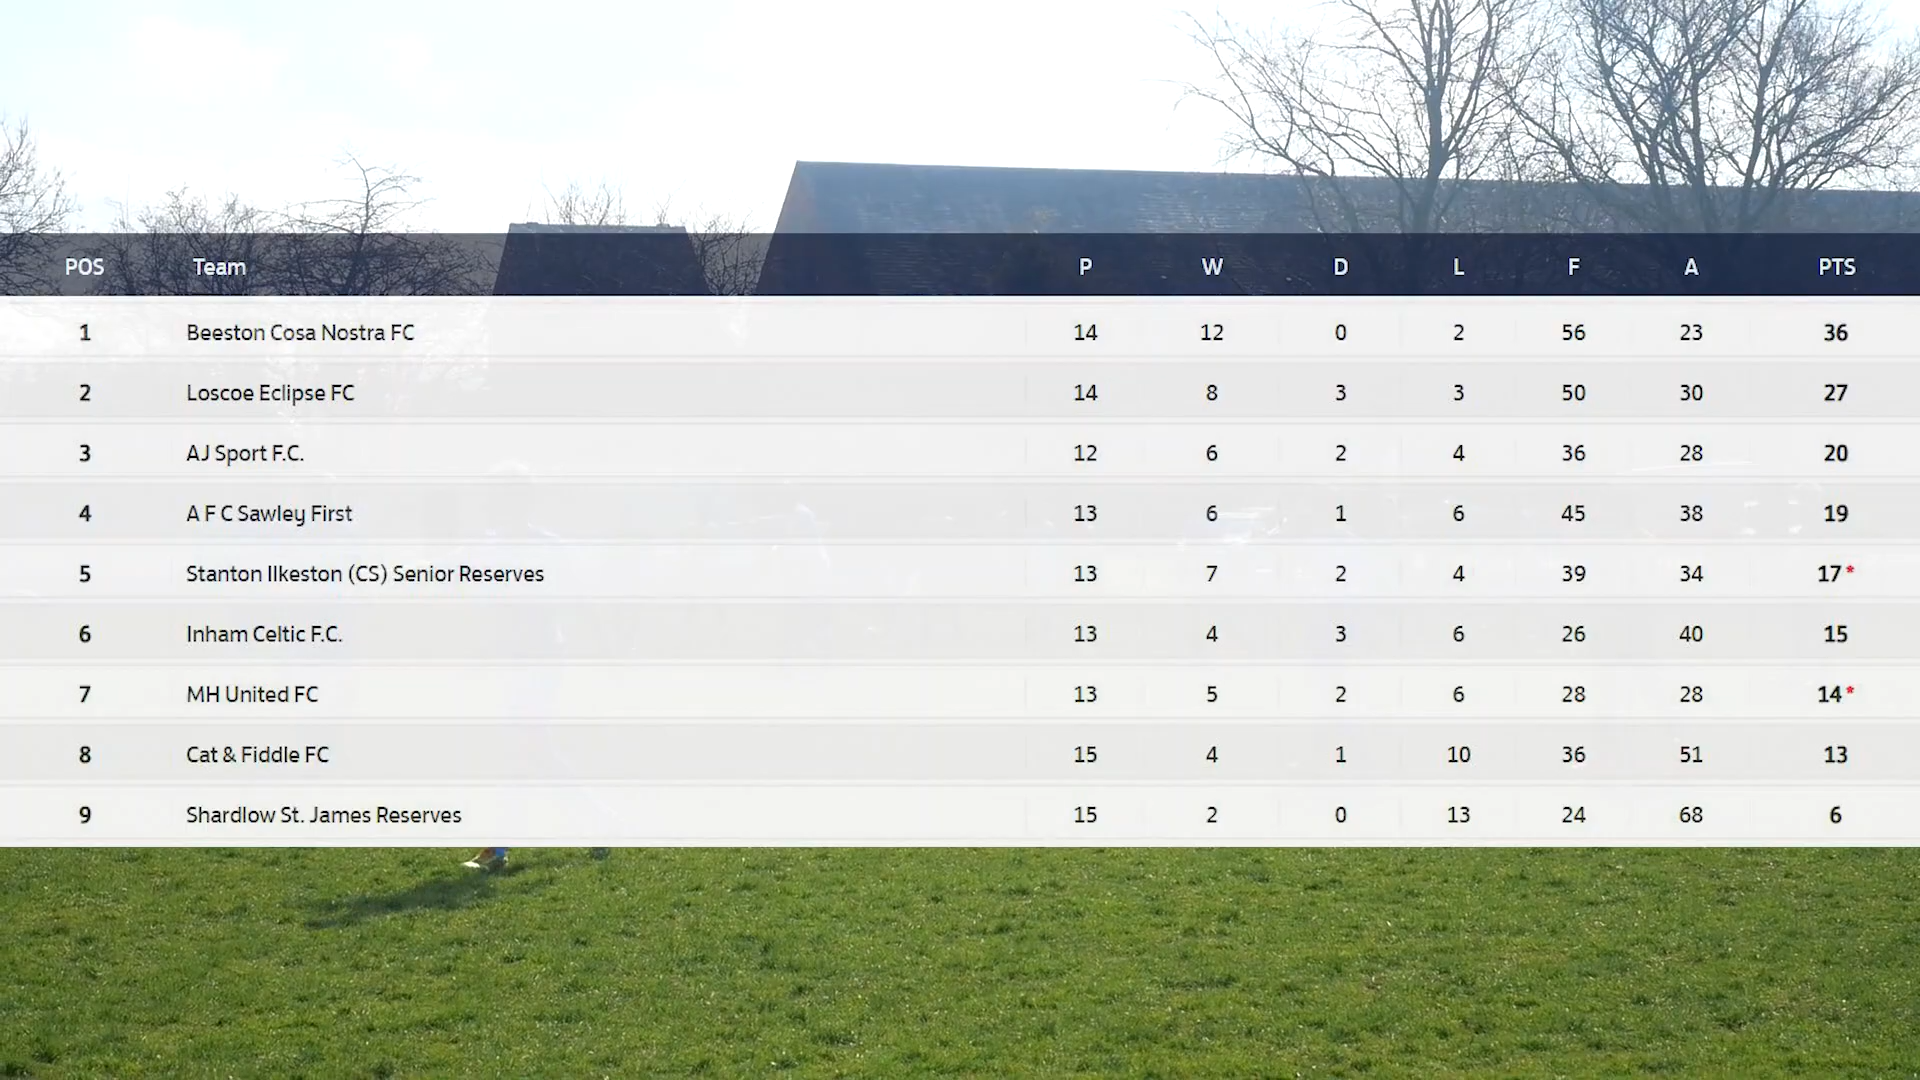 POS Team P W D L F A PTS
1 Beeston Cosa Nostra FC 14 12 0 2 56 23 36
2 Loscoe Eclipse FC 14 8 3 3 50 30 27
3 AJ Sport F.C. 12 6 2 4 36 28 20
4 A F C Sawley First 13 6 1 6 45 38 19
5 Stanton Ilkeston (CS) Senior Reserves 13 7 2 4 39 34 17*
6 Inham Celtic F.C. 13 4 3 6 26 40 15
7 MH United FC 13 5 2 6 28 28 14*
8 Cat & Fiddle FC 15 4 1 10 36 51 13
9 Shardlow St. James Reserves 15 2 0 13 24 68 6